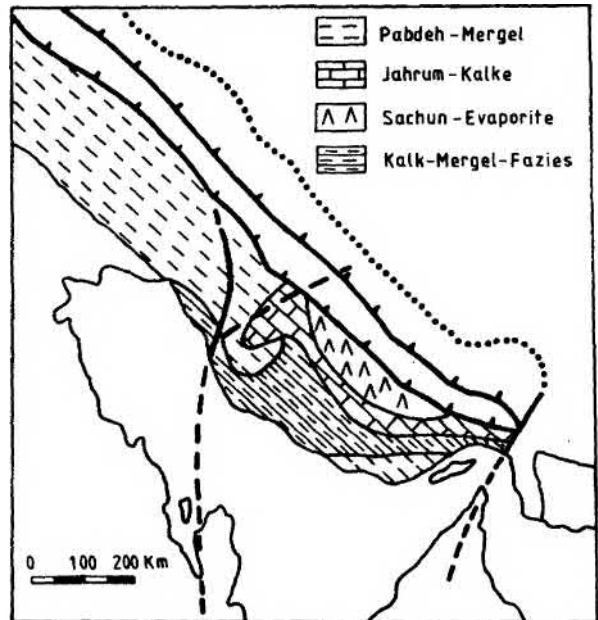 Pabdeh-Mergel
Jahrum-Kalke
Sachun-Evaporite
Kalk-Mergel-Fazies
0 100 200 Km